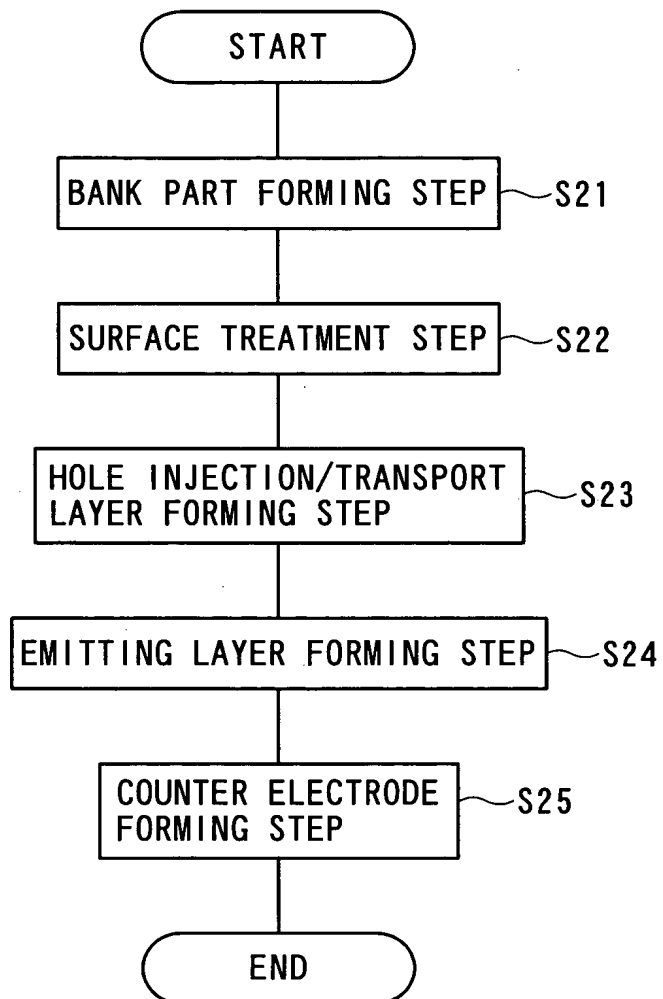 START
BANK PART FORMING STEP S21
SURFACE TREATMENT STEP S22
HOLE INJECTION/TRANSPORT
LAYER FORMING STEP S23
EMITTING LAYER FORMING STEP S24
COUNTER ELECTRODE
FORMING STEP S25
END